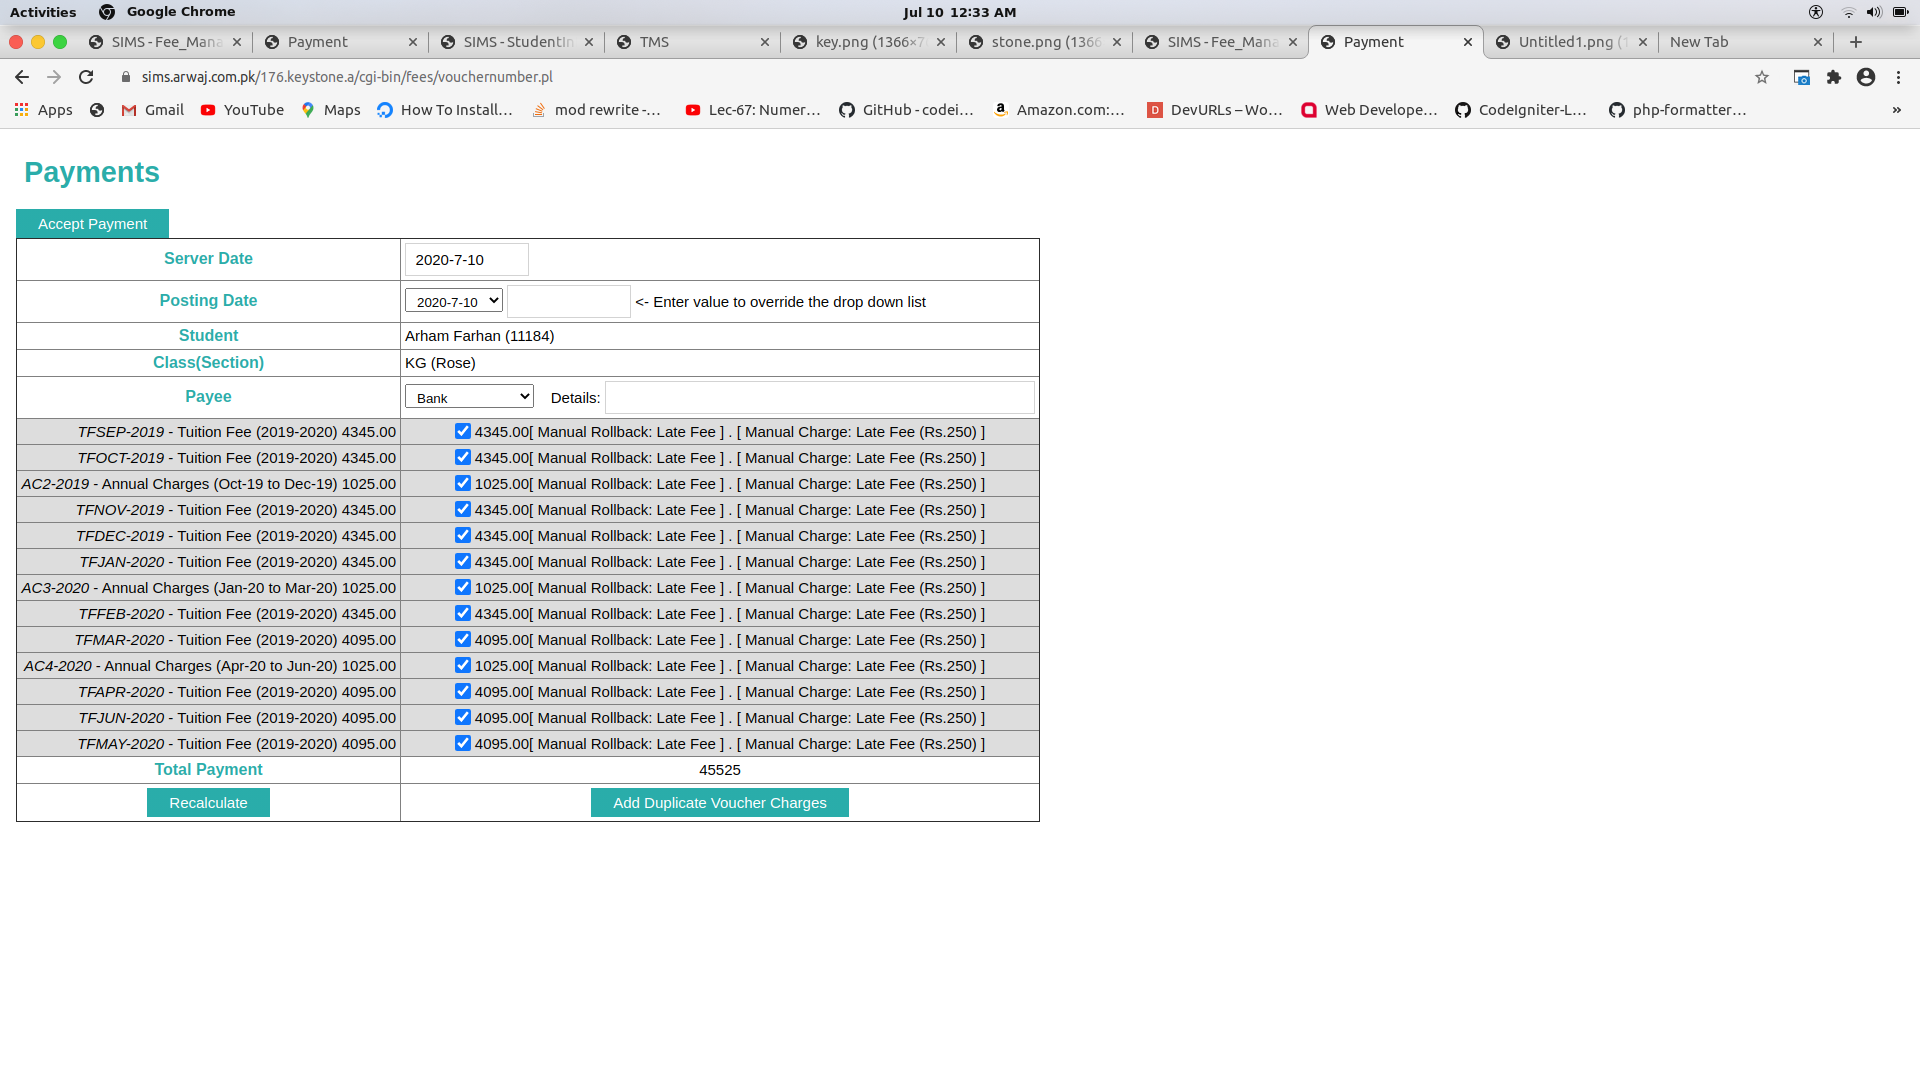 Activities Google Chrome Jul 10 12:33 AM
SIMS - Fee_Mana Payment SIMS - StudentIn TMS key.png (1366×7 stone.png (1366 SIMS - Fee_Mana Payment Untitled1.png (1 New Tab
sims.arwaj.com.pk/176.keystone.a/cgi-bin/fees/vouchernumber.pl
Apps Gmail YouTube Maps How To Install... mod rewrite -... Lec-67: Numer... GitHub - codei... Amazon.com:... DevURLs – Wo... Web Develope... CodeIgniter-L... php-formatter... »
Payments
Accept Payment
Server Date 2020-7-10
Posting Date 2020-7-10 <- Enter value to override the drop down list
Student Arham Farhan (11184)
Class(Section) KG (Rose)
Payee Bank Details:
TFSEP-2019 - Tuition Fee (2019-2020) 4345.00 4345.00[ Manual Rollback: Late Fee ] . [ Manual Charge: Late Fee (Rs.250) ]
TFOCT-2019 - Tuition Fee (2019-2020) 4345.00 4345.00[ Manual Rollback: Late Fee ] . [ Manual Charge: Late Fee (Rs.250) ]
AC2-2019 - Annual Charges (Oct-19 to Dec-19) 1025.00 1025.00[ Manual Rollback: Late Fee ] . [ Manual Charge: Late Fee (Rs.250) ]
TFNOV-2019 - Tuition Fee (2019-2020) 4345.00 4345.00[ Manual Rollback: Late Fee ] . [ Manual Charge: Late Fee (Rs.250) ]
TFDEC-2019 - Tuition Fee (2019-2020) 4345.00 4345.00[ Manual Rollback: Late Fee ] . [ Manual Charge: Late Fee (Rs.250) ]
TFJAN-2020 - Tuition Fee (2019-2020) 4345.00 4345.00[ Manual Rollback: Late Fee ] . [ Manual Charge: Late Fee (Rs.250) ]
AC3-2020 - Annual Charges (Jan-20 to Mar-20) 1025.00 1025.00[ Manual Rollback: Late Fee ] . [ Manual Charge: Late Fee (Rs.250) ]
TFFEB-2020 - Tuition Fee (2019-2020) 4345.00 4345.00[ Manual Rollback: Late Fee ] . [ Manual Charge: Late Fee (Rs.250) ]
TFMAR-2020 - Tuition Fee (2019-2020) 4095.00 4095.00[ Manual Rollback: Late Fee ] . [ Manual Charge: Late Fee (Rs.250) ]
AC4-2020 - Annual Charges (Apr-20 to Jun-20) 1025.00 1025.00[ Manual Rollback: Late Fee ] . [ Manual Charge: Late Fee (Rs.250) ]
TFAPR-2020 - Tuition Fee (2019-2020) 4095.00 4095.00[ Manual Rollback: Late Fee ] . [ Manual Charge: Late Fee (Rs.250) ]
TFJUN-2020 - Tuition Fee (2019-2020) 4095.00 4095.00[ Manual Rollback: Late Fee ] . [ Manual Charge: Late Fee (Rs.250) ]
TFMAY-2020 - Tuition Fee (2019-2020) 4095.00 4095.00[ Manual Rollback: Late Fee ] . [ Manual Charge: Late Fee (Rs.250) ]
Total Payment 45525
Recalculate Add Duplicate Voucher Charges